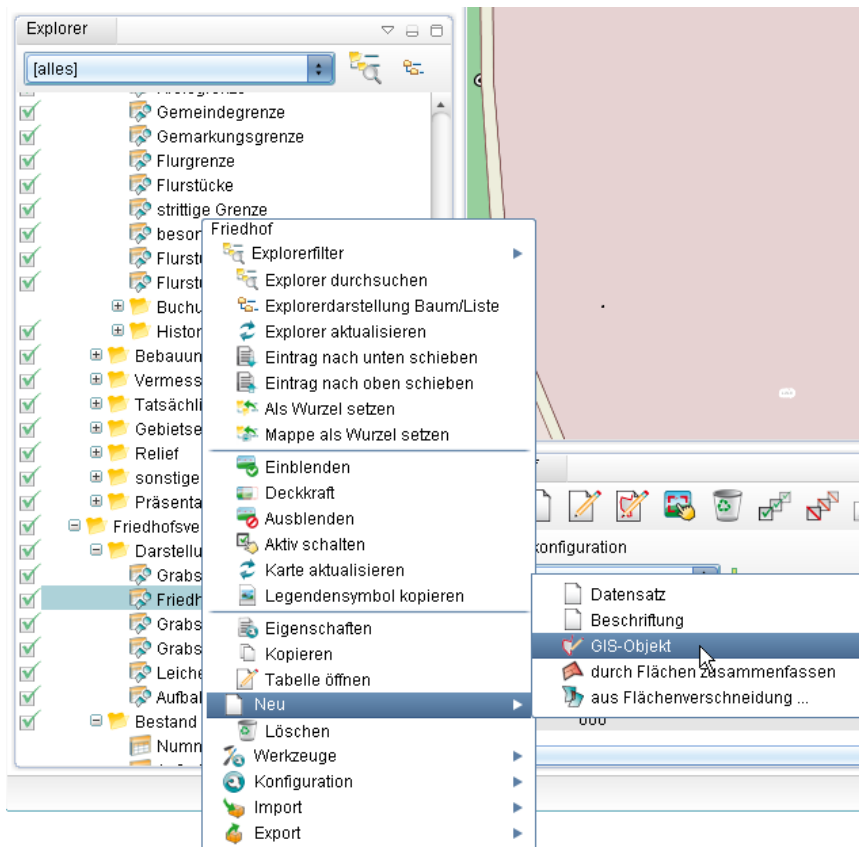 Explorer
[alles]
Gemeindegrenze
Gemarkungsgrenze
Flurgrenze
Flurstücke
strittige Grenze
beson
Flurst
Flurst
Buchu
Histor
Bebauun
Vermess
Tatsächli
Gebietse
Relief
sonstige
Präsenta
Friedhofsve
Darstellu
Grabs
Friedh
Grabs
Grabs
Leiche
Aufbal
Bestand
Numn
Friedhof
Explorerfilter
Explorer durchsuchen
Explorerdarstellung Baum/Liste
Explorer aktualisieren
Eintrag nach unten schieben
Eintrag nach oben schieben
Als Wurzel setzen
Mappe als Wurzel setzen
Einblenden
Deckkraft
Ausblenden
Aktiv schalten
Karte aktualisieren
Legendensymbol kopieren
Eigenschaften
Kopieren
Tabelle öffnen
Neu
Löschen
Werkzeuge
Konfiguration
Import
Export
konfiguration
Datensatz
Beschriftung
GIS-Objekt
durch Flächen zusammenfassen
aus Flächenverschneidung ...